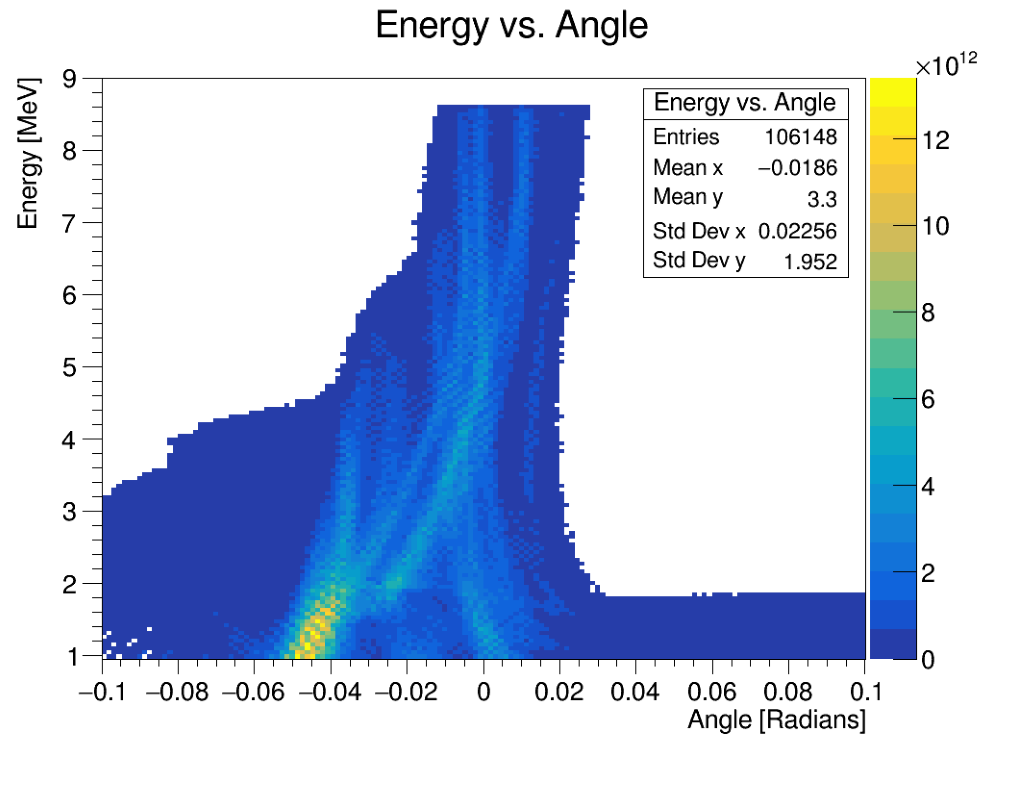 Energy vs. Angle
×10¹²
Energy [MeV]
9
8
7
6
5
4
3
2
1
Energy vs. Angle
Entries 106148
Mean x −0.0186
Mean y 3.3
Std Dev x 0.02256
Std Dev y 1.952
12
10
8
6
4
2
0
−0.1 −0.08 −0.06 −0.04 −0.02 0 0.02 0.04 0.06 0.08 0.1
Angle [Radians]